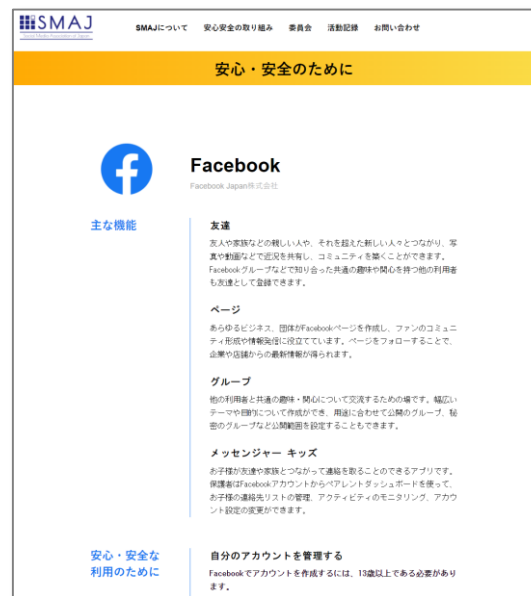 SMAJ
Social Media Association of Japan
SMAJについて 安心安全の取り組み 委員会 活動記録 お問い合わせ
安心・安全のために
Facebook
Facebook Japan株式会社
主な機能
友達
友人や家族などの親しい人や、それを超えた新しい人々とつながり、写
真や動画などで近況を共有し、コミュニティを築くことができます。
Facebookグループなどで知り合った共通の趣味や関心を持つ他の利用者
も友達として登録できます。
ページ
あらゆるビジネス、団体がFacebookページを作成し、ファンのコミュニ
ティ形成や情報発信に役立てています。ページをフォローすることで、
企業や店舗からの最新情報が得られます。
グループ
他の利用者と共通の趣味・関心について交流するための場です。幅広い
テーマや目的について作成ができ、用途に合わせて公開のグループ、秘
密のグループなど公開範囲を設定することもできます。
メッセンジャー キッズ
お子様が友達や家族とつながって連絡を取ることのできるアプリです。
保護者はFacebookアカウントからペアレントダッシュボードを使って、
お子様の連絡先リストの管理、アクティビティのモニタリング、アカウ
ント設定の変更ができます。
安心・安全な
利用のために
自分のアカウントを管理する
Facebookでアカウントを作成するには、13歳以上である必要があり
ます。